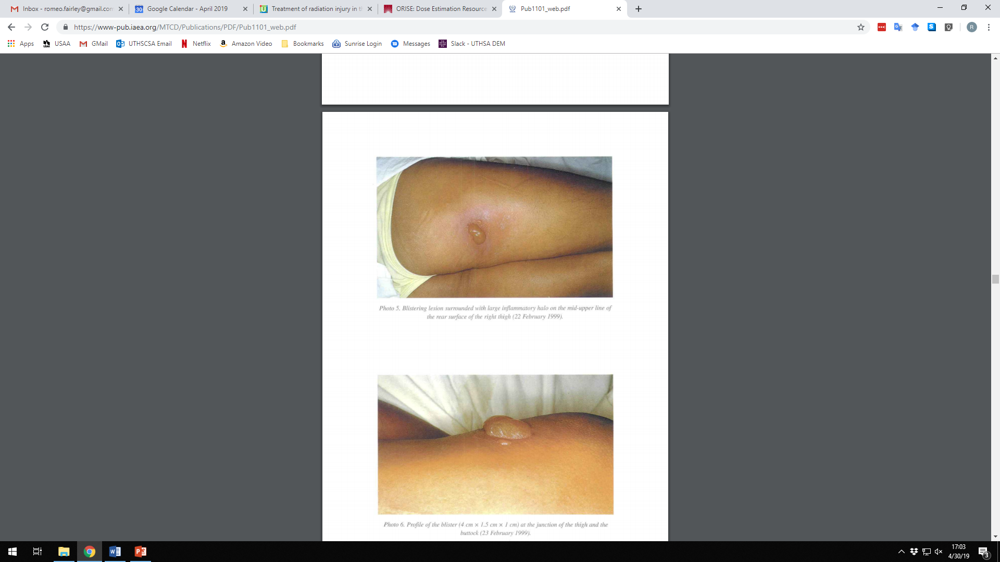 Inbox - romeo.fairley@gmail.com
Google Calendar - April 2019
Treatment of radiation injury in t
ORISE: Dose Estimation Resource
Pub1101_web.pdf
https://www-pub.iaea.org/MTCD/Publications/PDF/Pub1101_web.pdf
R
Apps
USAA
GMail
UTHSCSA Email
Netflix
Amazon Video
Bookmarks
Sunrise Login
Messages
Slack - UTHSA DEM
Photo 5. Blistering lesion surrounded with large inflammatory halo on the mid-upper line of
the rear surface of the right thigh (22 February 1999).
Photo 6. Profile of the blister (4 cm × 1.5 cm × 1 cm) at the junction of the thigh and the
buttock (23 February 1999).
17:03
4/30/19
3